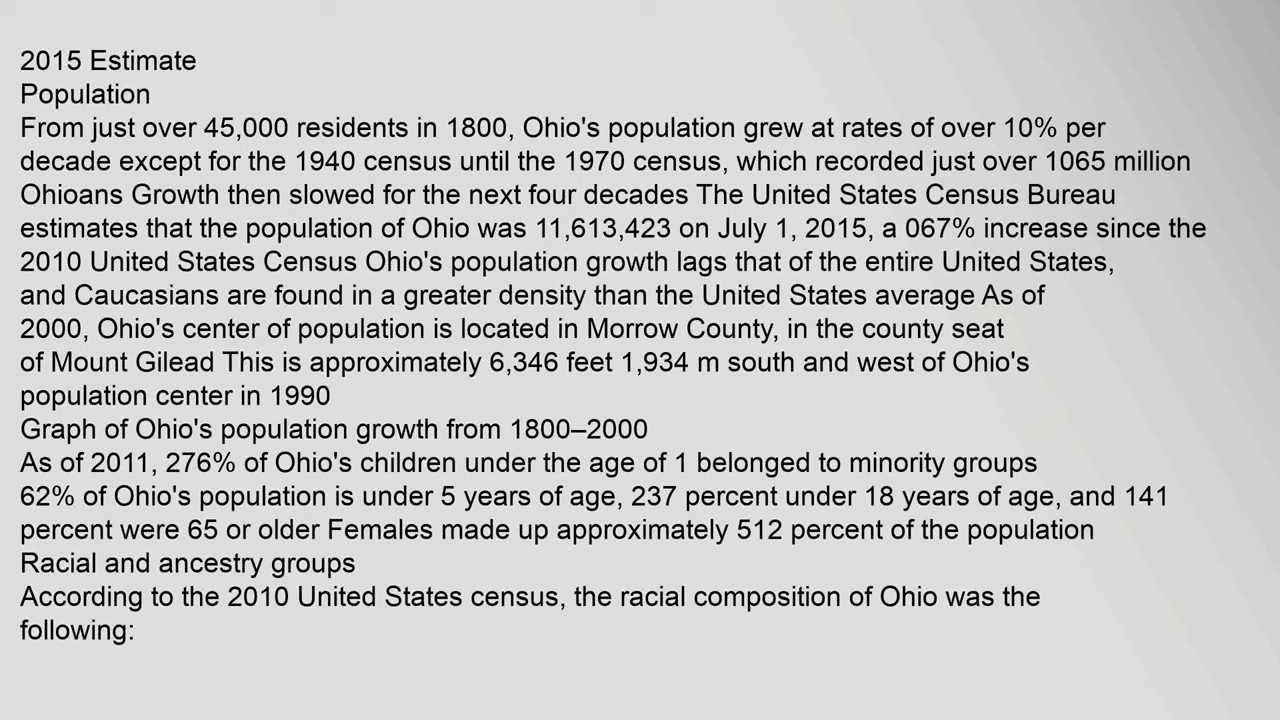 2015 Estimate
Population
From just over 45,000 residents in 1800, Ohio's population grew at rates of over 10% per
decade except for the 1940 census until the 1970 census, which recorded just over 1065 million
Ohioans Growth then slowed for the next four decades The United States Census Bureau
estimates that the population of Ohio was 11,613,423 on July 1, 2015, a 067% increase since the
2010 United States Census Ohio's population growth lags that of the entire United States,
and Caucasians are found in a greater density than the United States average As of
2000, Ohio's center of population is located in Morrow County, in the county seat
of Mount Gilead This is approximately 6,346 feet 1,934 m south and west of Ohio's
population center in 1990
Graph of Ohio's population growth from 1800–2000
As of 2011, 276% of Ohio's children under the age of 1 belonged to minority groups
62% of Ohio's population is under 5 years of age, 237 percent under 18 years of age, and 141
percent were 65 or older Females made up approximately 512 percent of the population
Racial and ancestry groups
According to the 2010 United States census, the racial composition of Ohio was the
following: